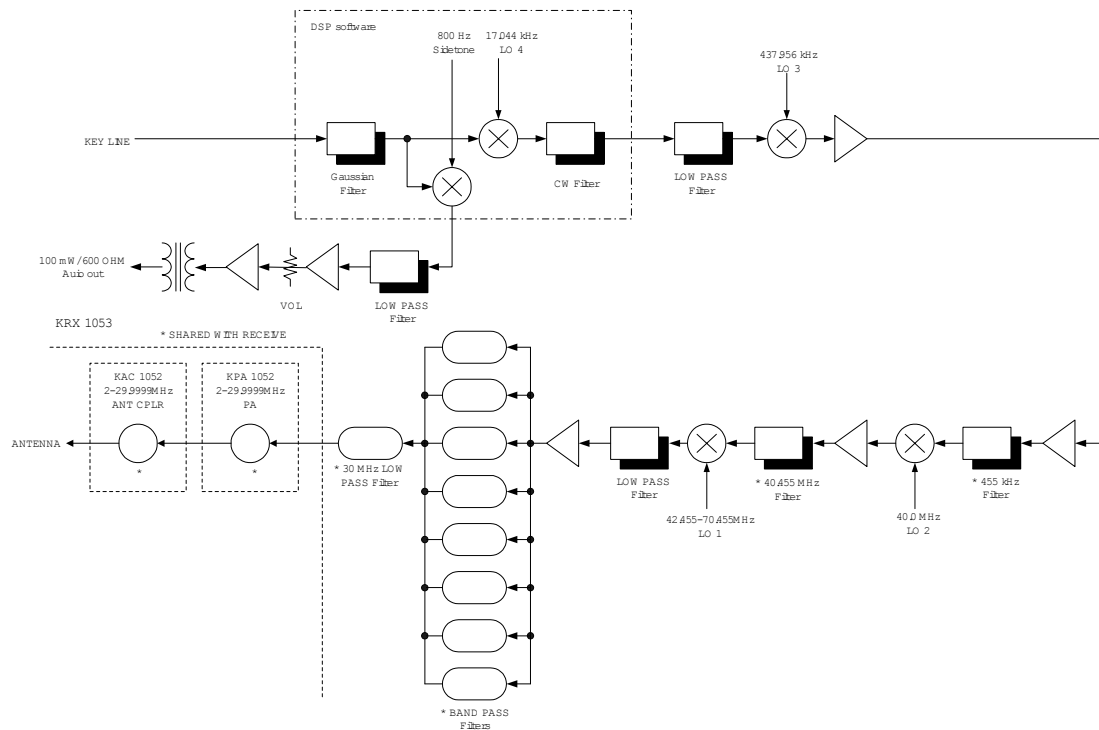 DSP software
800 Hz
Sidetone
17.044 kHz
LO 4
437.956 kHz
LO 3
KEY LINE
Gaussian
Filter
CW Filter
LOW PASS
Filter
100 mW/600 OHM
Auio out
VOL
LOW PASS
Filter
KRX 1053
* SHARED WITH RECEIVE
KAC 1052
2-29.9999MHz
ANT CPLR
KPA 1052
2-29.9999MHz
PA
ANTENNA
*
*
* 30 MHz LOW
PASS Filter
LOW PASS
Filter
* 40.455 MHz
Filter
* 455 kHz
Filter
42.455-70.455MHz
LO 1
40.0 MHz
LO 2
* BAND PASS
Filters